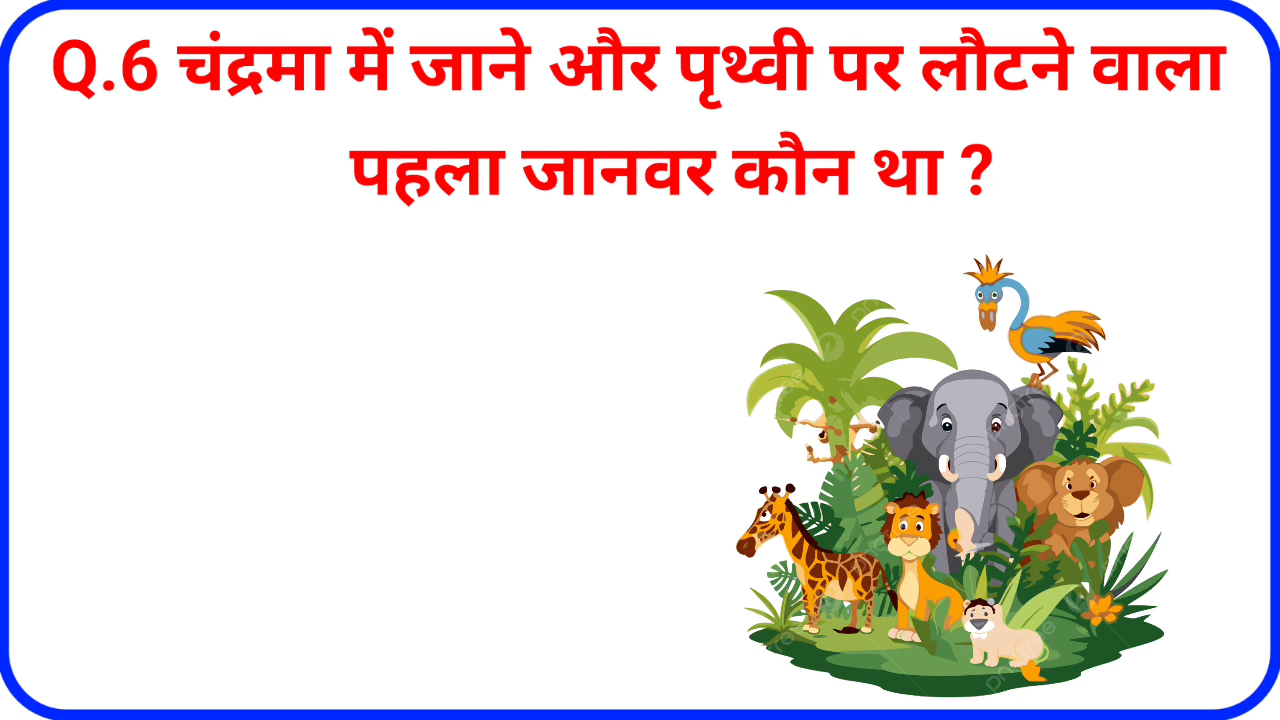 Q.6 चंद्रमा में जाने और पृथ्वी पर लौटने वाला
पहला जानवर कौन था ?